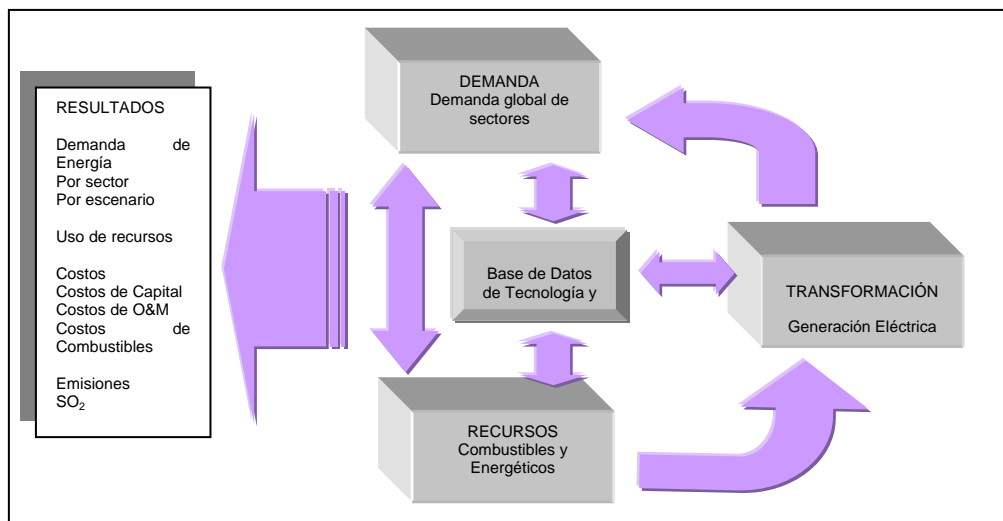 RESULTADOS
Demanda de
Energía
Por sector
Por escenario
Uso de recursos
Costos
Costos de Capital
Costos de O&M
Costos de
Combustibles
Emisiones
SO₂
DEMANDA
Demanda global de
sectores
Base de Datos
de Tecnología y
TRANSFORMACIÓN
Generación Eléctrica
RECURSOS
Combustibles y
Energéticos